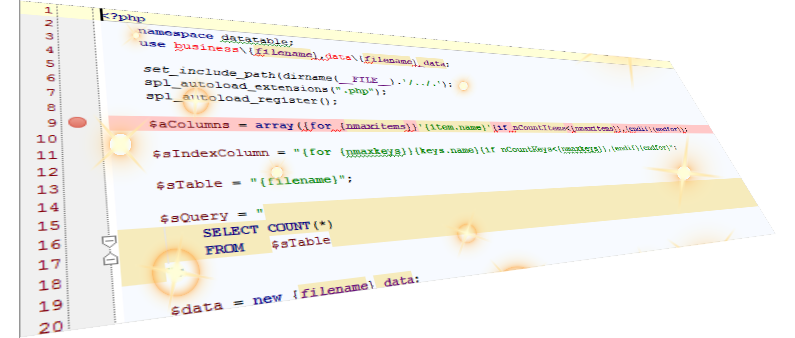 1
2
3
4
5
6
7
8
9
10
11
12
13
14
15
16
17
18
19
20
<?php
namespace datatable;
use business\{filename},data\{filename}_data;
set_include_path(dirname(__FILE__).'/../.');
spl_autoload_extensions(".php");
spl_autoload_register();
$aColumns = array({for {nmaxitems}}'{item.name}'{if nCountItems<{nmaxitems}},{endif}{endfor});
$sIndexColumn = "{for {nmaxkeys}}{keys.name}{if nCountKeys<{nmaxkeys}},{endif}{endfor}";
$sTable = "{filename}";
$sQuery = "
SELECT COUNT(*)
FROM $sTable
$data = new {filename}_data;